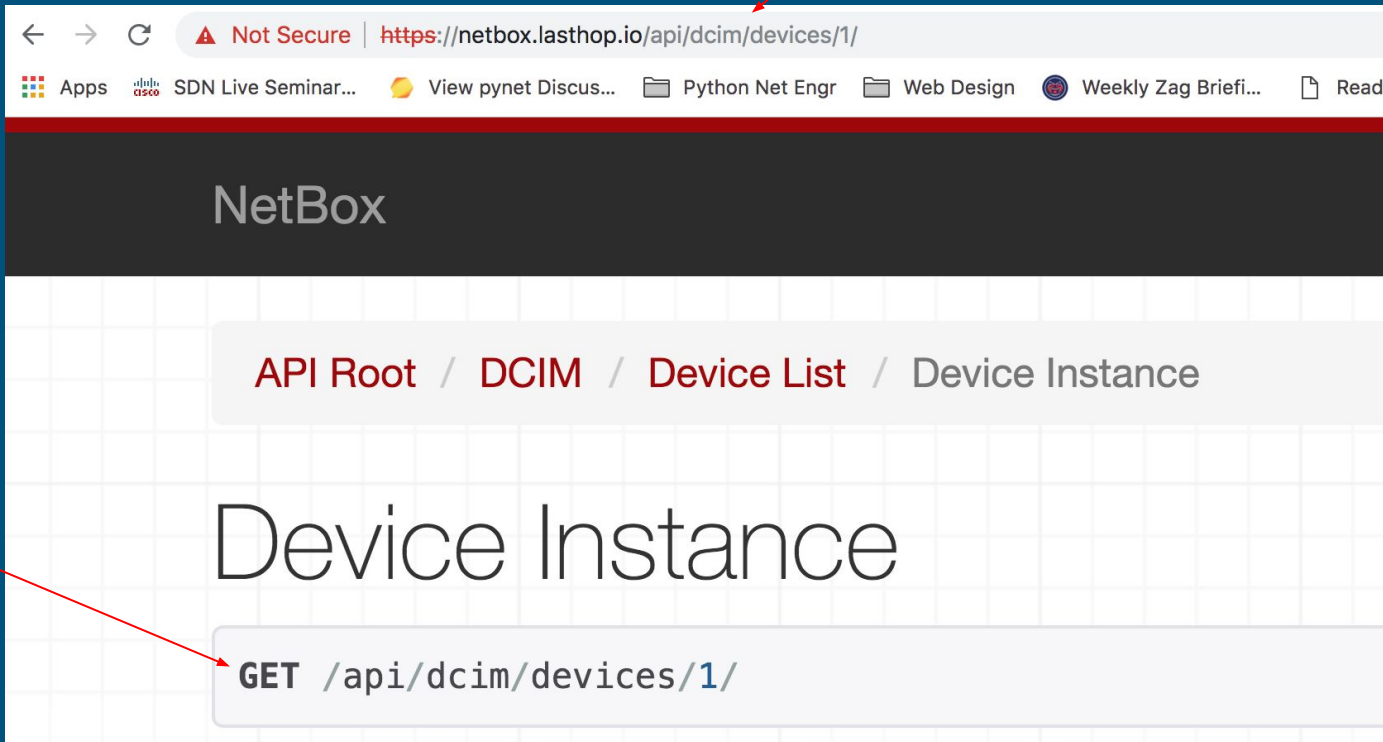 Not Secure | https://netbox.lasthop.io/api/dcim/devices/1/
Apps cisco SDN Live Seminar... View pynet Discus... Python Net Engr Web Design Weekly Zag Briefi... Read
NetBox
API Root / DCIM / Device List / Device Instance
Device Instance
GET /api/dcim/devices/1/